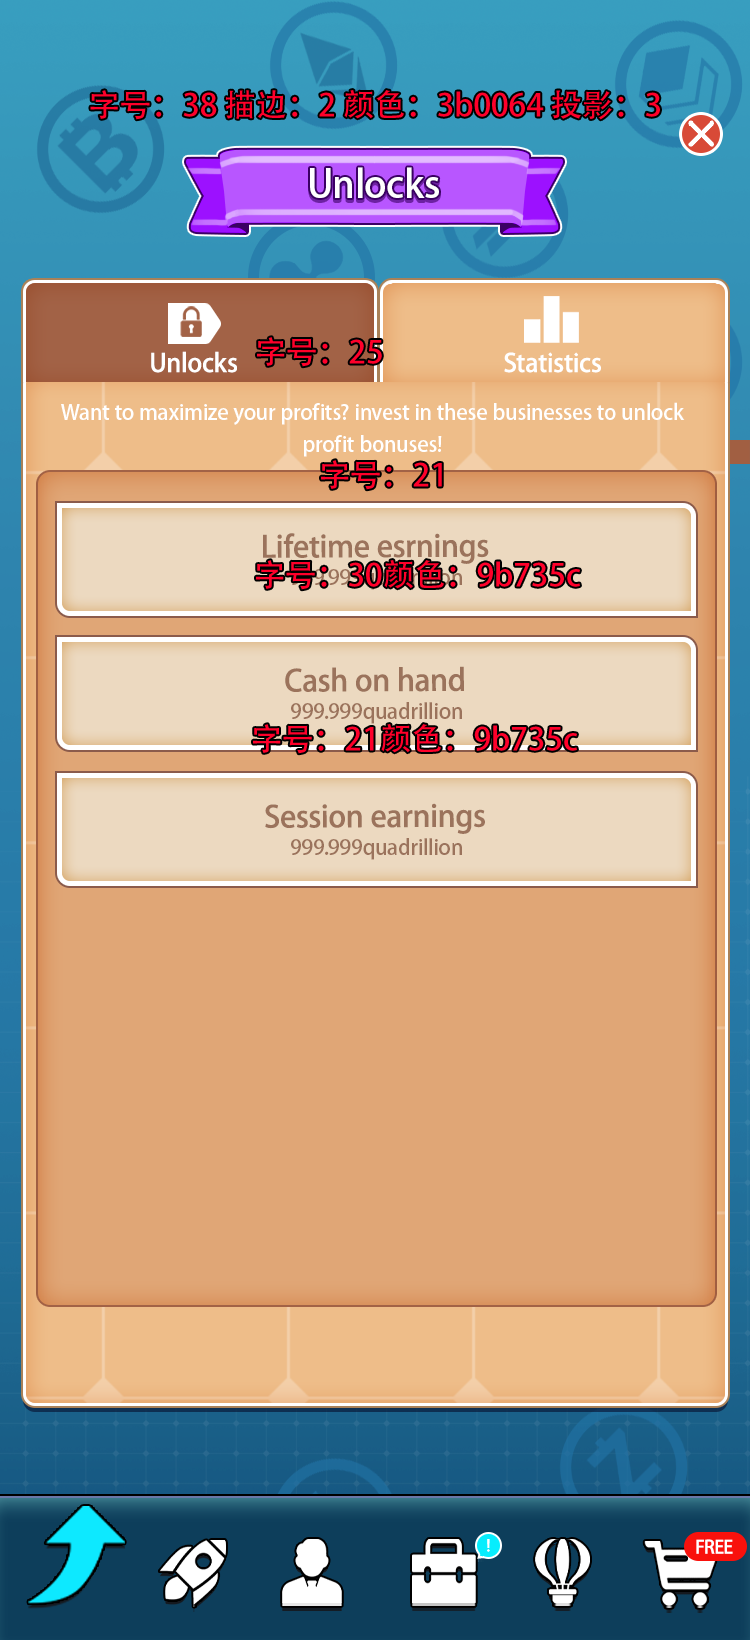 字号：38 描边：2 颜色：3b0064 投影：3
Unlocks
Unlocks
字号：25
Statistics
Want to maximize your profits? invest in these businesses to unlock
profit bonuses!
字号：21
Lifetime esrnings
字号：30颜色：9b735c
Cash on hand
999.999quadrillion
字号：21颜色：9b735c
Session earnings
999.999quadrillion
!
FREE